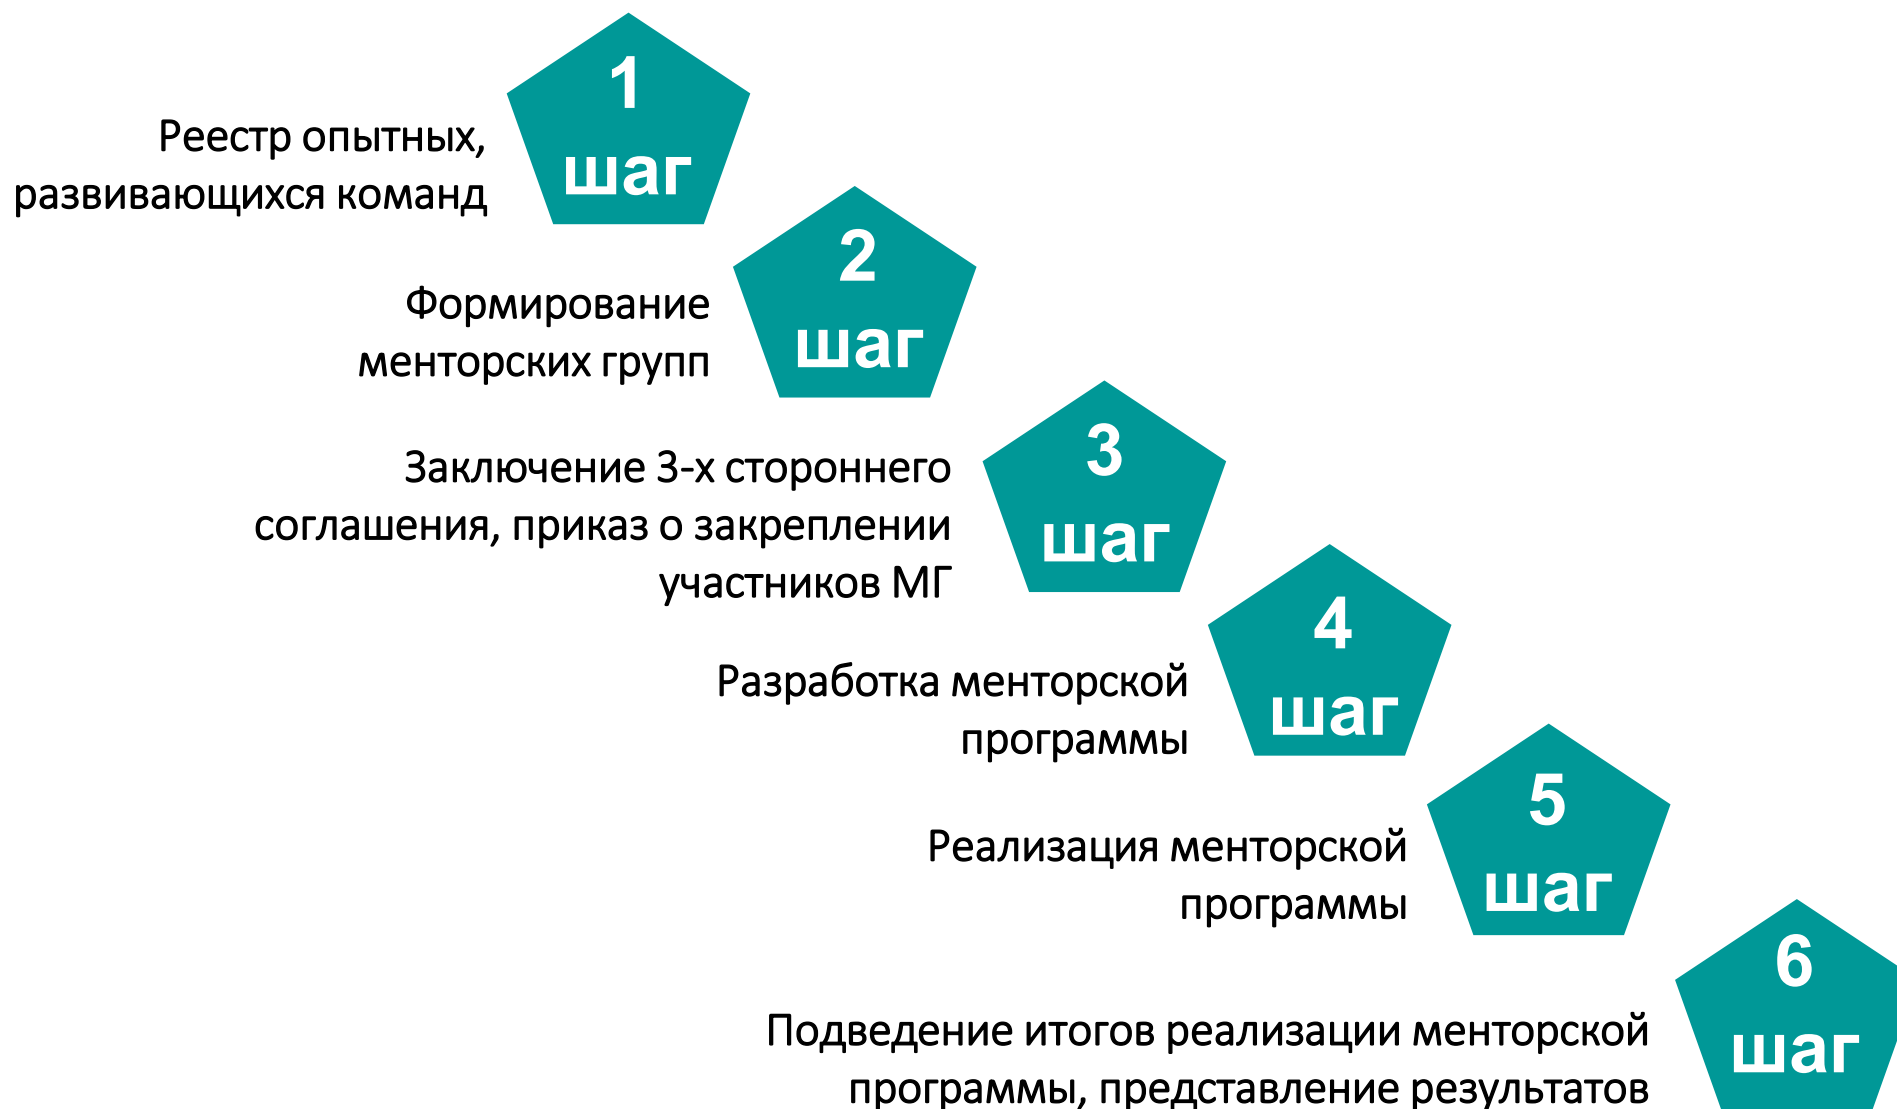 1
шаг
Реестр опытных,
развивающихся команд
2
шаг
Формирование
менторских групп
3
шаг
Заключение 3-х стороннего
соглашения, приказ о закреплении
участников МГ
4
шаг
Разработка менторской
программы
5
шаг
Реализация менторской
программы
6
шаг
Подведение итогов реализации менторской
программы, представление результатов